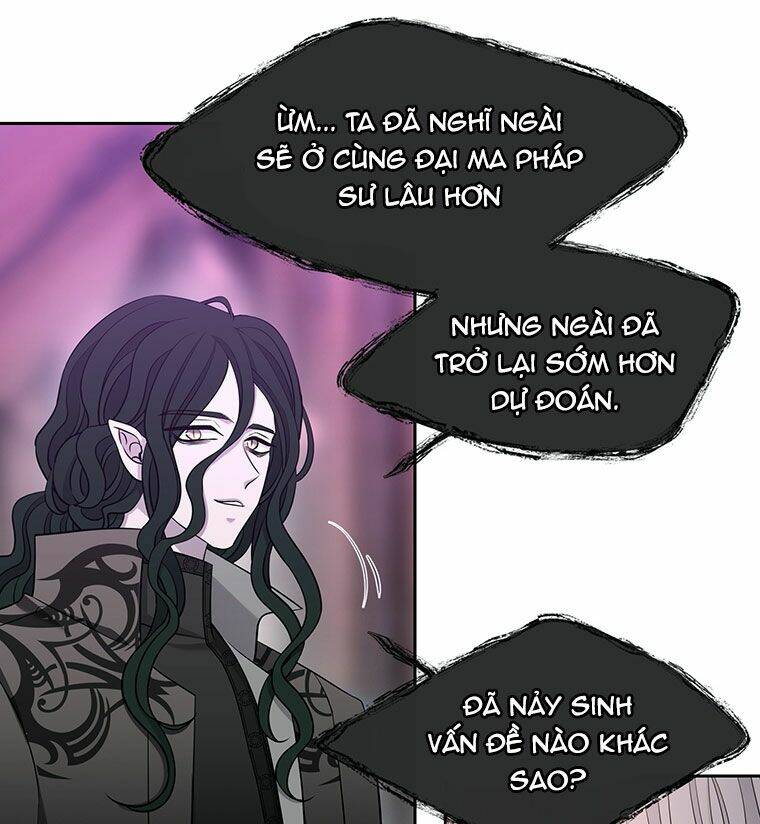 ỪM... TA ĐÃ NGHĨ NGÀI
SẼ Ở CÙNG ĐẠI MA PHÁP
SƯ LÂU HƠN
NHƯNG NGÀI ĐÃ
TRỞ LẠI SỚM HƠN
DỰ ĐOÁN.
ĐÃ NẢY SINH
VẤN ĐỀ NÀO KHÁC
SAO?